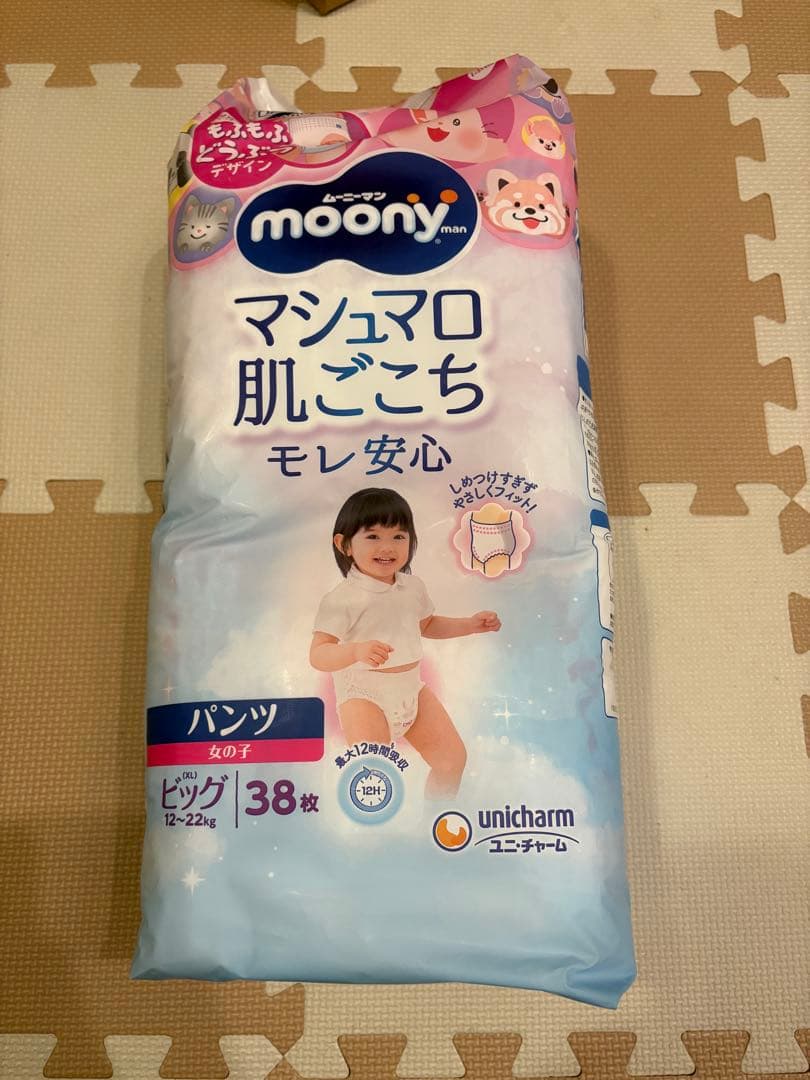 もふもふ
どうぶつ
デザイン
ムーニーマン
moony
man
マシュマロ
肌ごこち
モレ安心
しめつけすぎず
やさしくフィット!
パンツ
女の子
(XL)
ビッグ
12~22kg
38枚
最大12時間吸収
12H
unicharm
ユニ・チャーム